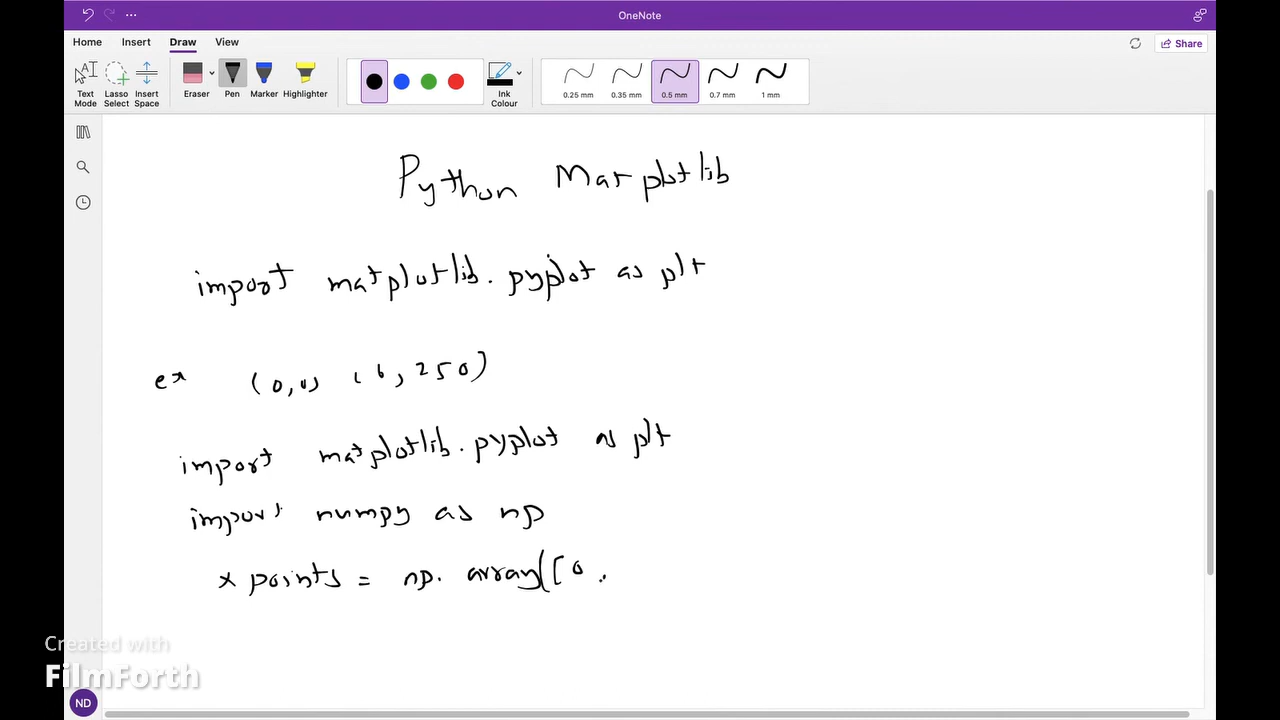 OneNote
Home Insert Draw View
Share
Text Mode
Lasso Select
Insert Space
Eraser
Pen
Marker
Highlighter
Ink Colour
0.25 mm
0.35 mm
0.5 mm
0.7 mm
1 mm
Python Matplotlib
import matplotlib.pyplot as plt
ex (0,0) (6,250)
import matplotlib.pyplot as plt
import numpy as np
x points = np.array([0,
Created with
FilmForth
ND